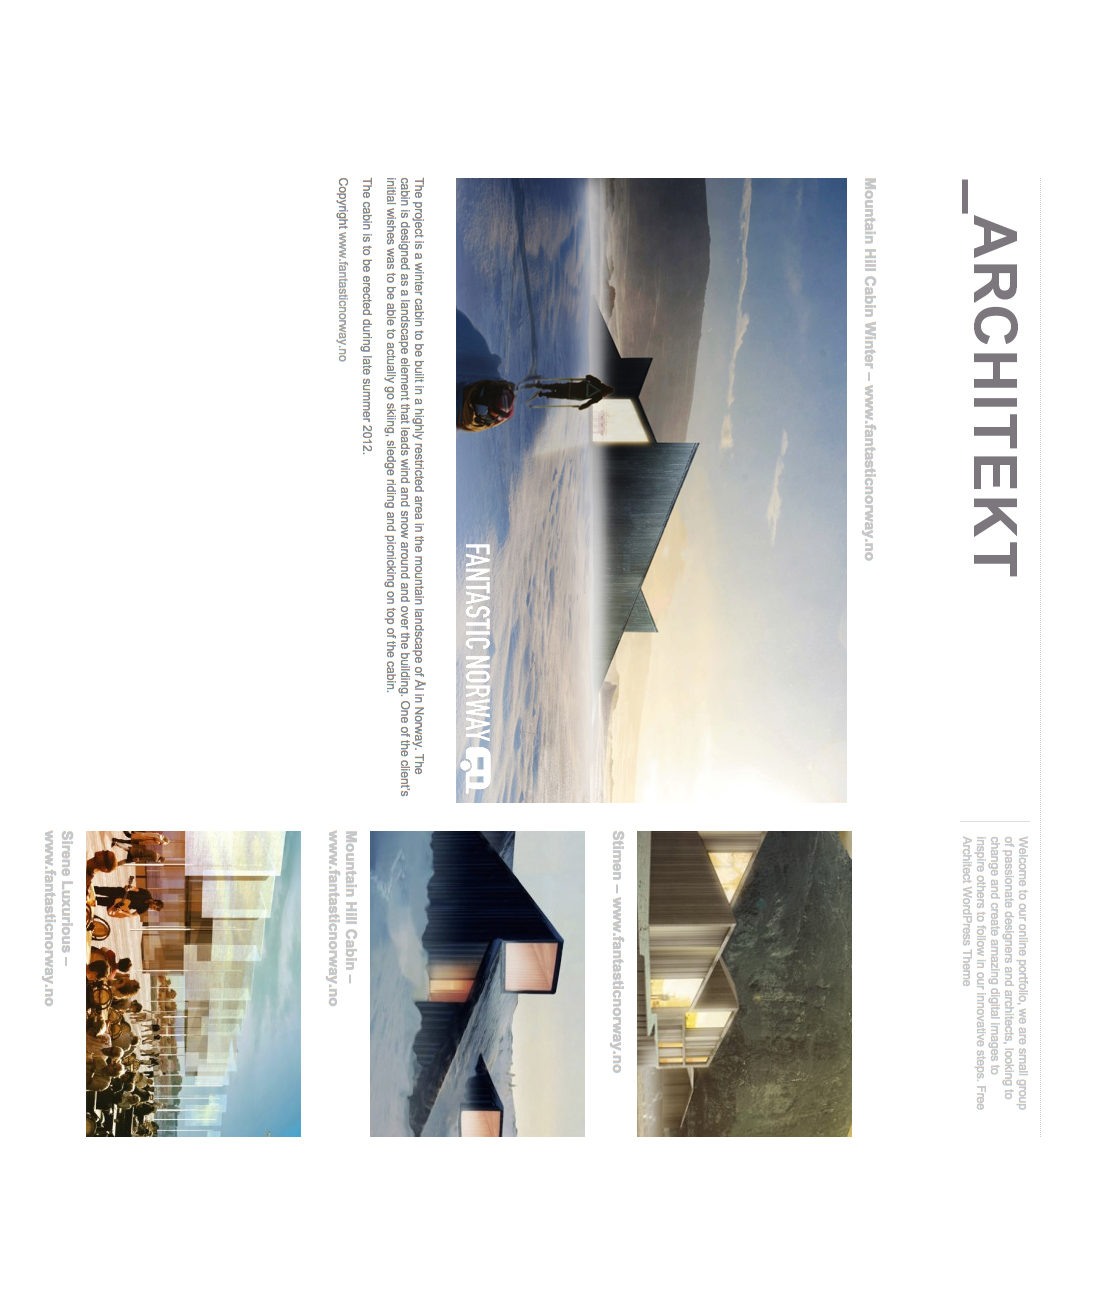 _ARCHITEKT
Welcome to our online portfolio, we are small group
of passionate designers and architects, looking to
change and create amazing digital images to
inspire others to follow in our innovative steps. Free
Architect WordPress Theme
Mountain Hill Cabin Winter – www.fantasticnorway.no
FANTASTIC NORWAY
The project is a winter cabin to be built in a highly restricted area in the mountain landscape of Ål in Norway. The
cabin is designed as a landscape element that leads wind and snow around and over the building. One of the client's
initial wishes was to be able to actually go skiing, sledge riding and picnicking on top of the cabin.
The cabin is to be erected during late summer 2012.
Copyright www.fantasticnorway.no
Stimen – www.fantasticnorway.no
Mountain Hill Cabin –
www.fantasticnorway.no
Sirene Luxurious –
www.fantasticnorway.no